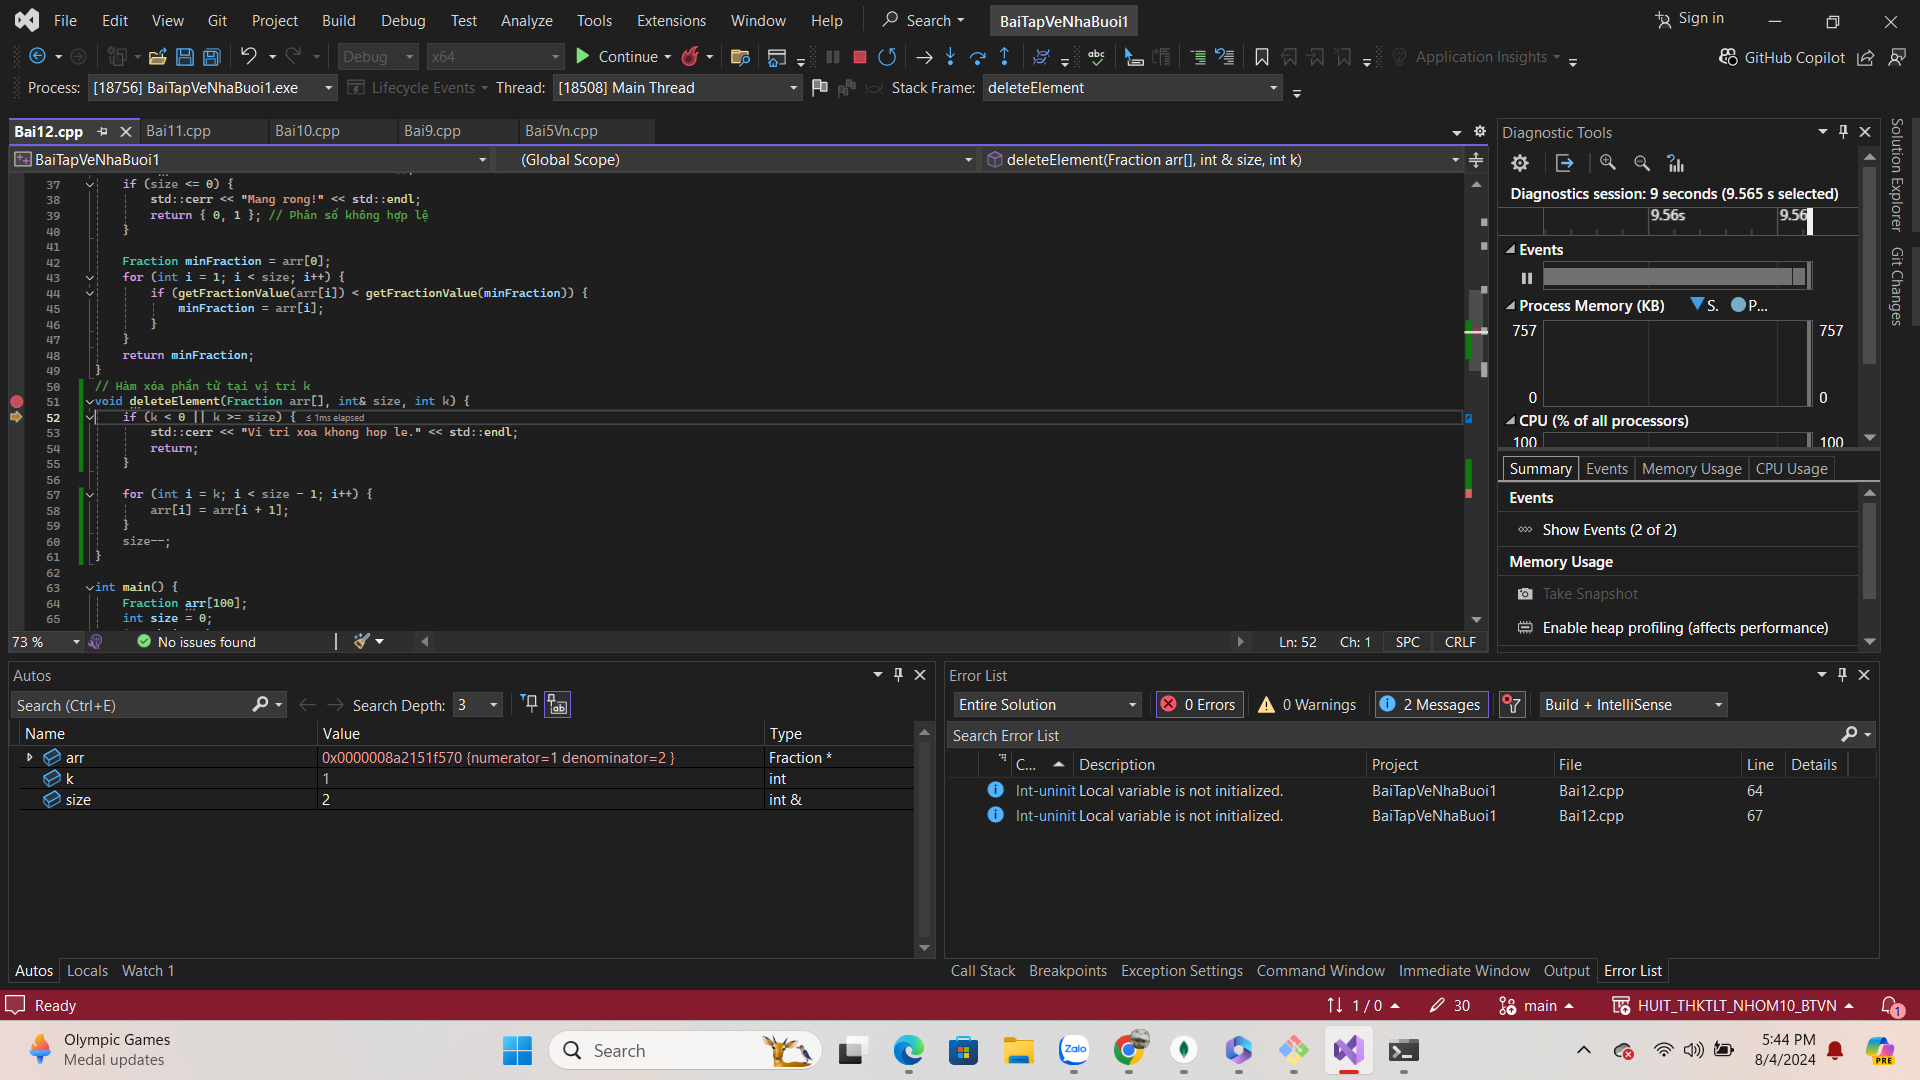 File Edit View Git Project Build Debug Test Analyze Tools Extensions Window Help Search BaiTapVeNhaBuoi1 Sign in
Debug x64 Continue Application Insights GitHub Copilot
Process: [18756] BaiTapVeNhaBuoi1.exe Lifecycle Events Thread: [18508] Main Thread Stack Frame: deleteElement
Bai12.cpp Bai11.cpp Bai10.cpp Bai9.cpp Bai5Vn.cpp
BaiTapVeNhaBuoi1 (Global Scope) deleteElement(Fraction arr[], int & size, int k)
37 if (size <= 0) {
38 std::cerr << "Mang rong!" << std::endl;
39 return { 0, 1 }; // Phân số không hợp lệ
40 }
41
42 Fraction minFraction = arr[0];
43 for (int i = 1; i < size; i++) {
44 if (getFractionValue(arr[i]) < getFractionValue(minFraction)) {
45 minFraction = arr[i];
46 }
47 }
48 return minFraction;
49 }
50 // Hàm xóa phần tử tại vị trí k
51 void deleteElement(Fraction arr[], int& size, int k) {
52 if (k < 0 || k >= size) { ≤ 1ms elapsed
53 std::cerr << "Vi tri xoa khong hop le." << std::endl;
54 return;
55 }
56
57 for (int i = k; i < size - 1; i++) {
58 arr[i] = arr[i + 1];
59 }
60 size--;
61 }
62
63 int main() {
64 Fraction arr[100];
65 int size = 0;
73 % No issues found Ln: 52 Ch: 1 SPC CRLF
Diagnostic Tools
Diagnostics session: 9 seconds (9.565 s selected)
9.56s 9.56
Events
Process Memory (KB) S. P...
757 757
0 0
CPU (% of all processors)
100 100
Summary Events Memory Usage CPU Usage
Events
Show Events (2 of 2)
Memory Usage
Take Snapshot
Enable heap profiling (affects performance)
Solution Explorer
Git Changes
Autos
Search (Ctrl+E) Search Depth: 3
Name Value Type
arr 0x0000008a2151f570 {numerator=1 denominator=2 } Fraction *
k 1 int
size 2 int &
Autos Locals Watch 1
Error List
Entire Solution 0 Errors 0 Warnings 2 Messages Build + IntelliSense
Search Error List
C... Description Project File Line Details
Int-uninit Local variable is not initialized. BaiTapVeNhaBuoi1 Bai12.cpp 64
Int-uninit Local variable is not initialized. BaiTapVeNhaBuoi1 Bai12.cpp 67
Call Stack Breakpoints Exception Settings Command Window Immediate Window Output Error List
Ready 1 / 0 30 main HUIT_THKTLT_NHOM10_BTVN 1
Olympic Games
Medal updates
Search
Zalo
5:44 PM
8/4/2024
PRE